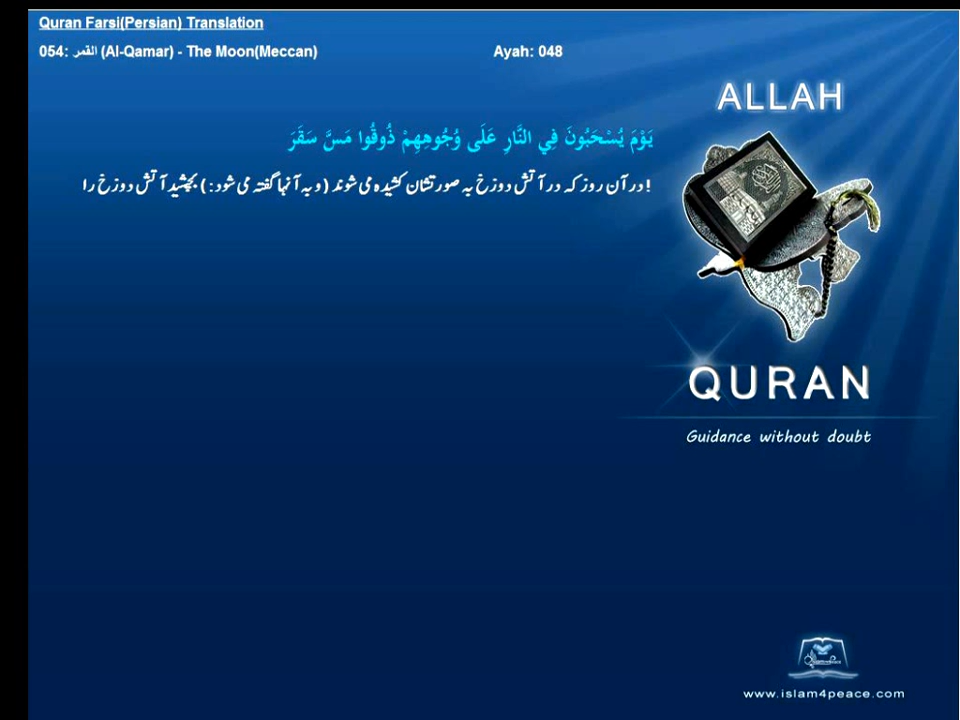 Quran Farsi(Persian) Translation
054: القمر (Al-Qamar) - The Moon(Meccan) Ayah: 048
ALLAH
يَوْمَ يُسْحَبُونَ فِي النَّارِ عَلَى وُجُوهِهِمْ ذُوقُوا مَسَّ سَقَرَ
در آن روز که در آتش دوزخ به صورتشان کشیده می شوند (و به آنها گفته می شود:) بچشید آتش دوزخ را!
QURAN
Guidance without doubt
www.islam4peace.com